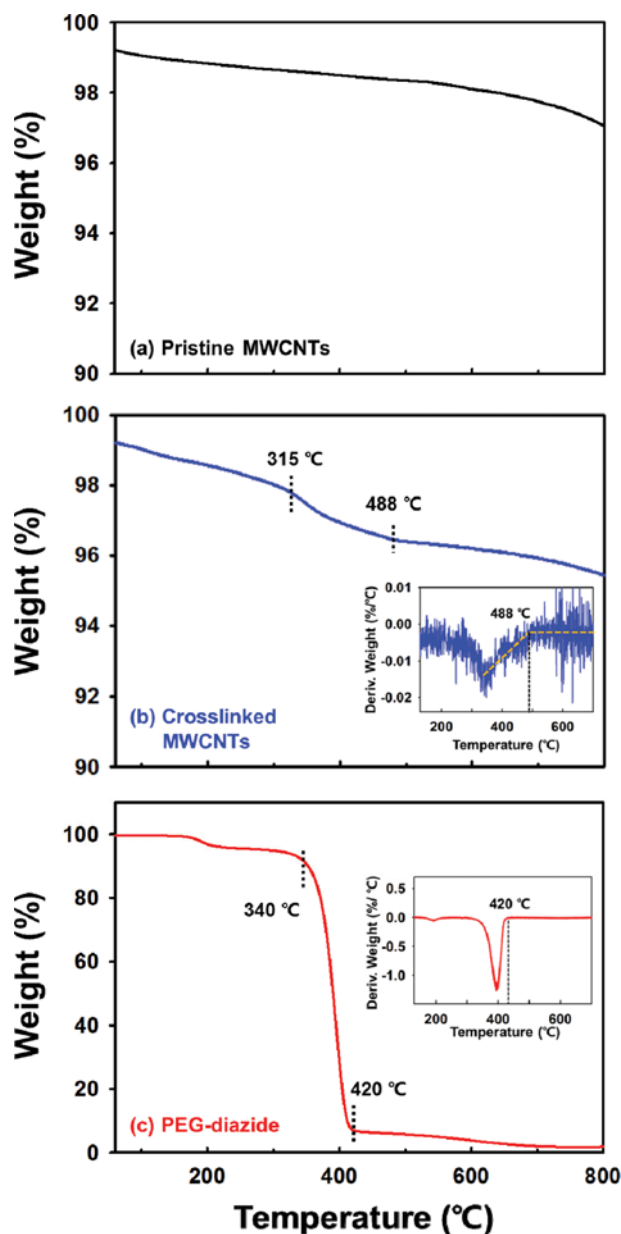 100
98
96
94
92
90
Weight (%)
(a) Pristine MWCNTs
100
98
96
94
92
90
Weight (%)
315 ℃
488 ℃
(b) Crosslinked
MWCNTs
0.01
0.00
-0.01
-0.02
Deriv. Weight (%/℃)
488 ℃
200 400 600
Temperature (℃)
100
80
60
40
20
0
Weight (%)
340 ℃
420 ℃
(c) PEG-diazide
0.5
0.0
-0.5
-1.0
Deriv. Weight (%/ ℃)
420 ℃
200 400 600
Temperature (℃)
200 400 600 800
Temperature (℃)